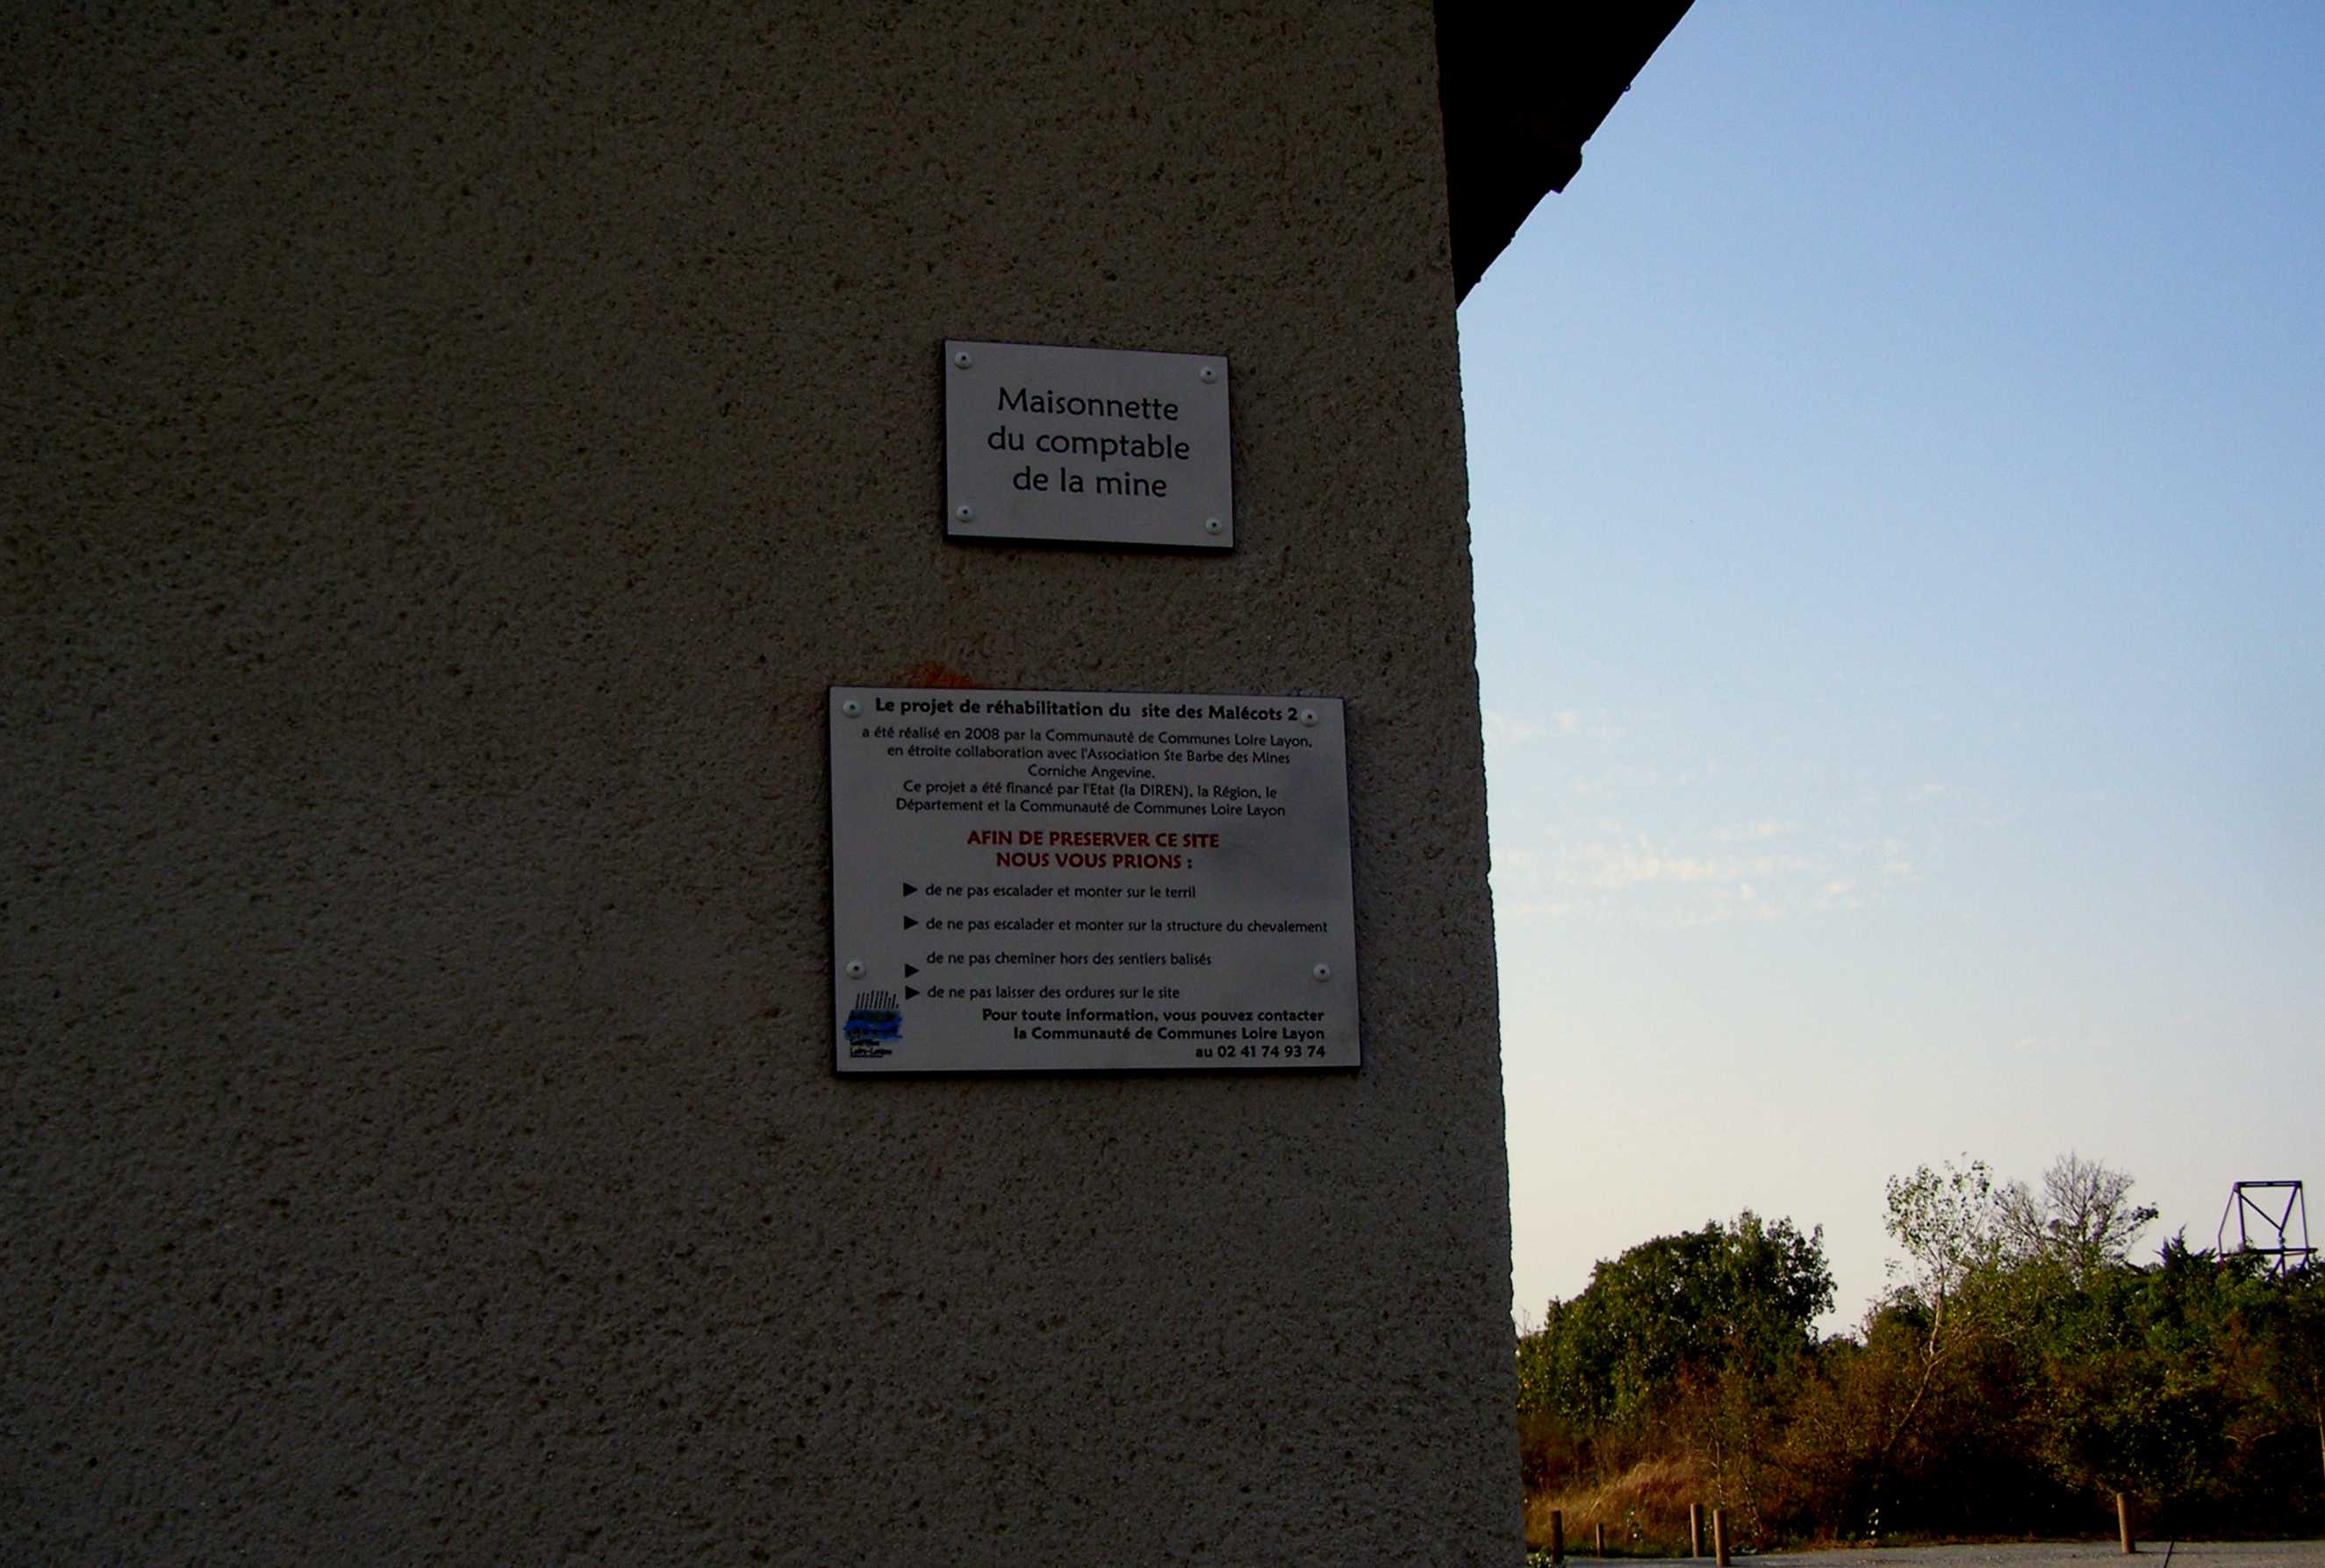 Maisonnette
du comptable
de la mine
Le projet de réhabilitation du site des Malécots 2
a été réalisé en 2008 par la Communauté de Communes Loire Layon,
en étroite collaboration avec l'Association Ste Barbe des Mines
Corniche Angevine.
Ce projet a été financé par l'Etat (la DIREN), la Région, le
Département et la Communauté de Communes Loire Layon
AFIN DE PRESERVER CE SITE
NOUS VOUS PRIONS :
de ne pas escalader et monter sur le terril
de ne pas escalader et monter sur la structure du chevalement
de ne pas cheminer hors des sentiers balisés
de ne pas laisser des ordures sur le site
Pour toute information, vous pouvez contacter
la Communauté de Communes Loire Layon
au 02 41 74 93 74
Loire-Layon